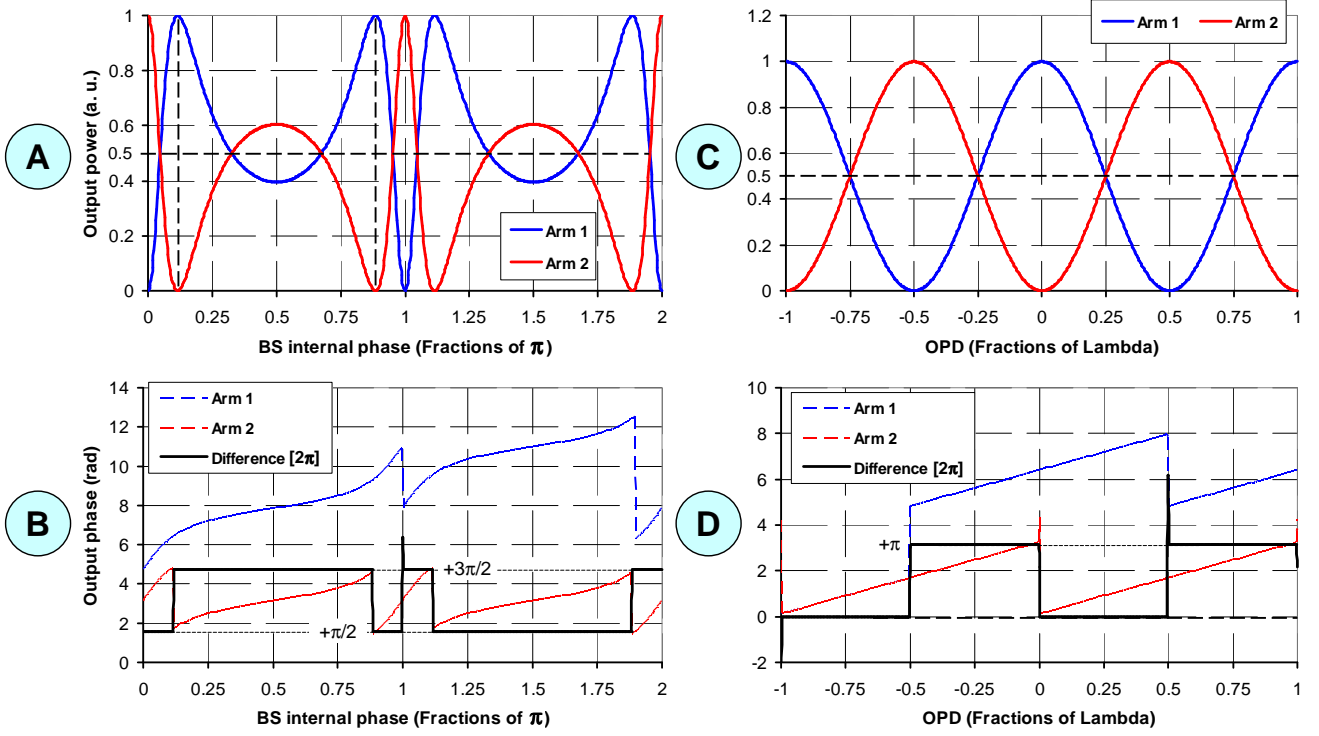 A
Output power (a. u.)
1
0.8
0.6
0.4
0.2
0
Arm 1
Arm 2
0 0.25 0.5 0.75 1 1.25 1.5 1.75 2
BS internal phase (Fractions of π)
C
Arm 1 Arm 2
1.2
1
0.8
0.6
0.5
0.4
0.2
0
-1 -0.75 -0.5 -0.25 0 0.25 0.5 0.75 1
OPD (Fractions of Lambda)
B
Output phase (rad)
14
12
10
8
6
4
2
0
Arm 1
Arm 2
Difference [2π]
+3π/2
+π/2
0 0.25 0.5 0.75 1 1.25 1.5 1.75 2
BS internal phase (Fractions of π)
D
10
8
6
4
2
0
-2
Arm 1
Arm 2
Difference [2π]
+π
-1 -0.75 -0.5 -0.25 0 0.25 0.5 0.75 1
OPD (Fractions of Lambda)